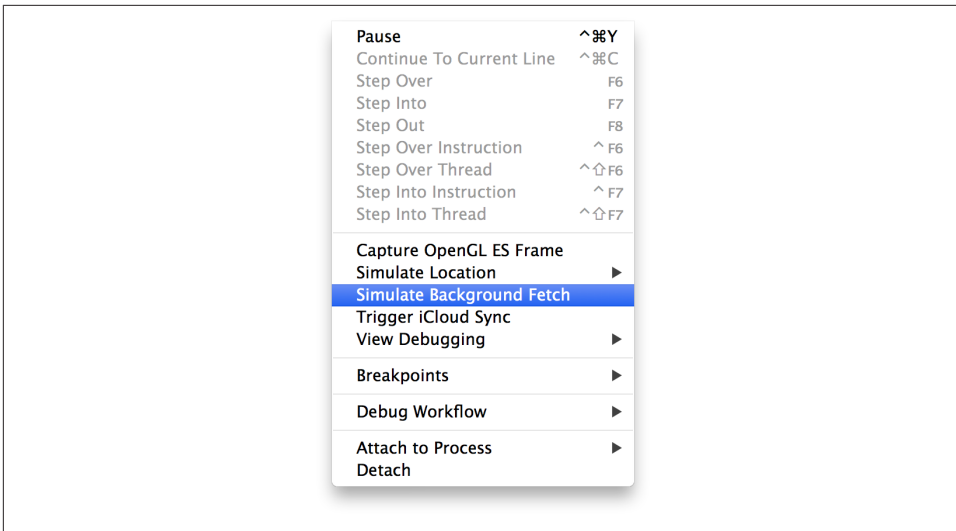 Pause ^⌘Y
Continue To Current Line ^⌘C
Step Over F6
Step Into F7
Step Out F8
Step Over Instruction ^ F6
Step Over Thread ^⇧F6
Step Into Instruction ^ F7
Step Into Thread ^⇧F7
Capture OpenGL ES Frame
Simulate Location ▶
Simulate Background Fetch
Trigger iCloud Sync
View Debugging ▶
Breakpoints ▶
Debug Workflow ▶
Attach to Process ▶
Detach